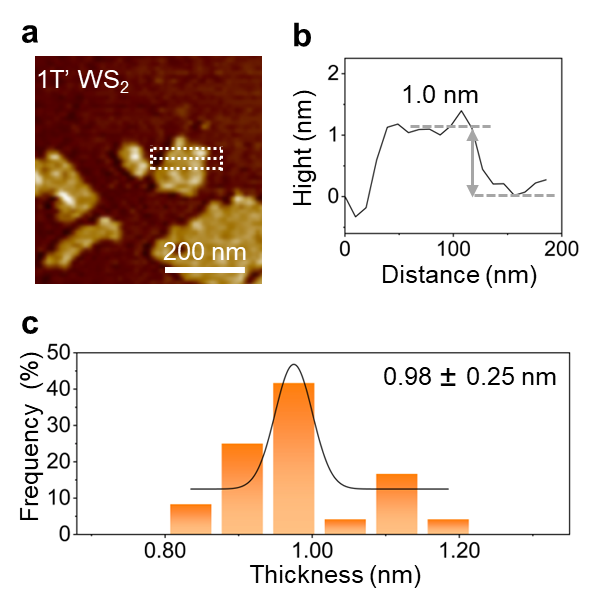 a
1T’ WS₂
200 nm
b
Hight (nm)
2
1
0
1.0 nm
0
100
200
Distance (nm)
c
Frequency (%)
50
40
30
20
10
0
0.98 ± 0.25 nm
0.80
1.00
1.20
Thickness (nm)